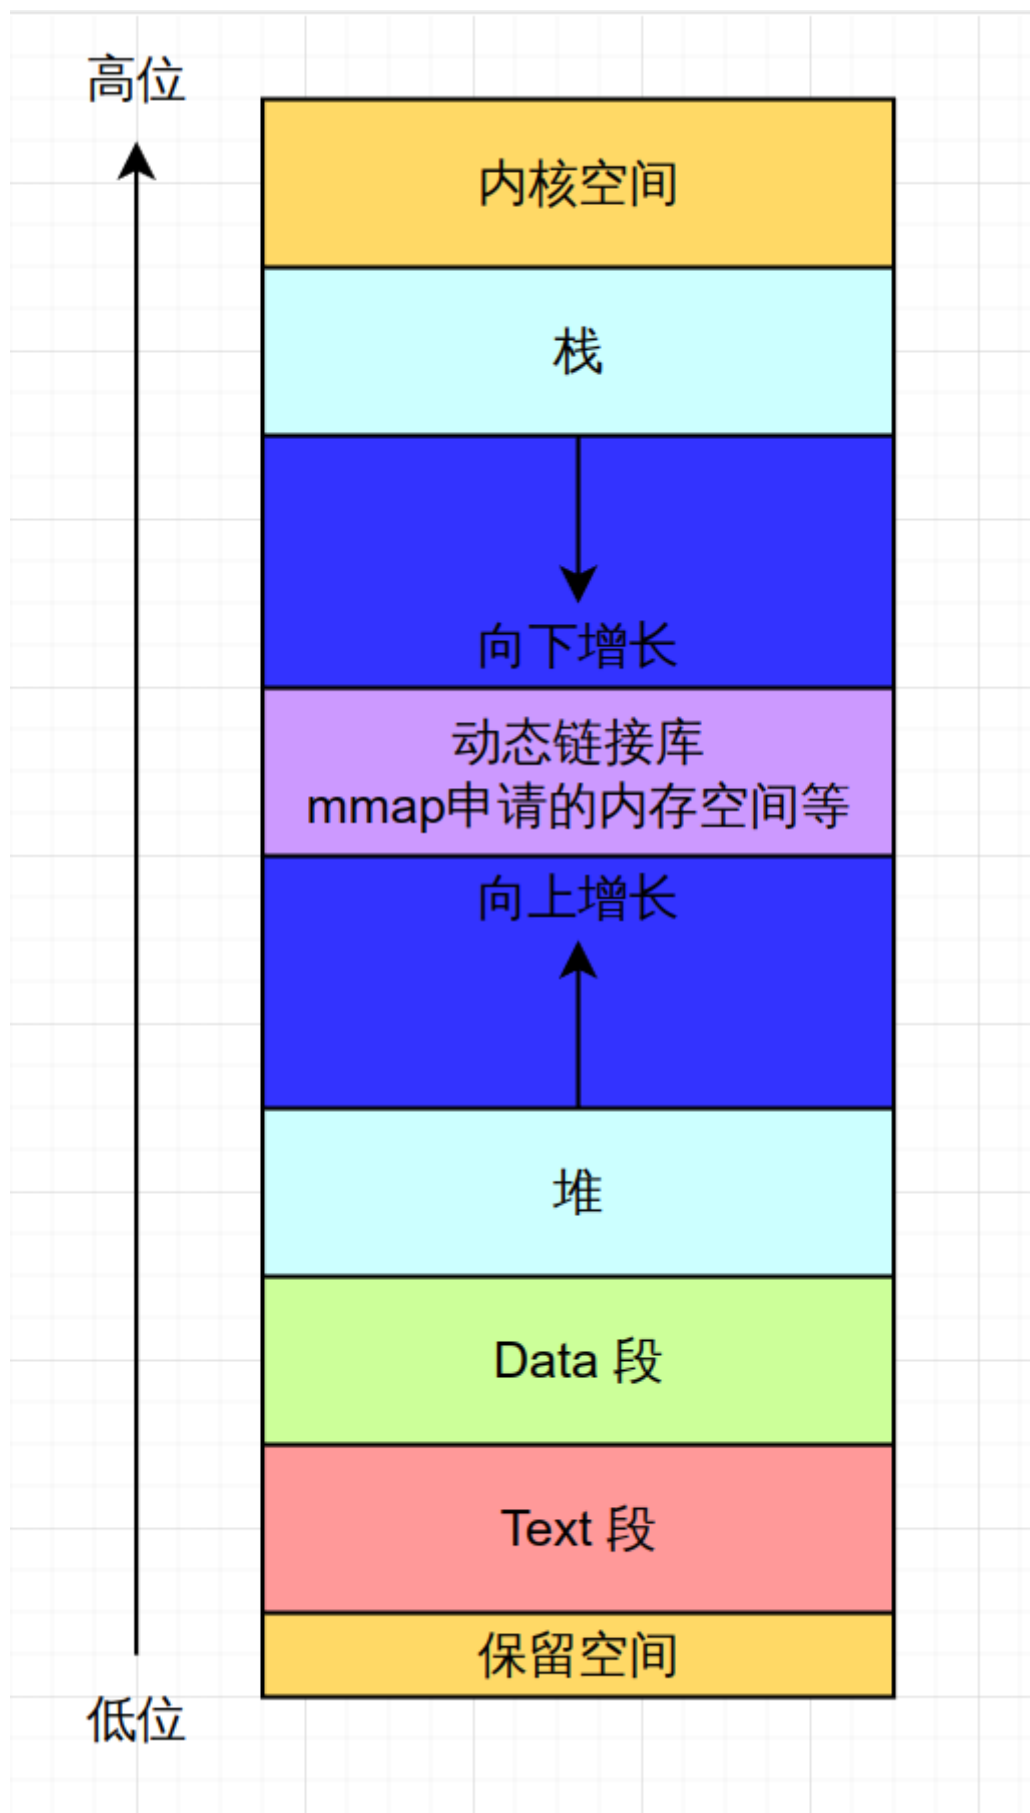 高位
内核空间
栈
向下增长
动态链接库
mmap申请的内存空间等
向上增长
堆
Data 段
Text 段
保留空间
低位